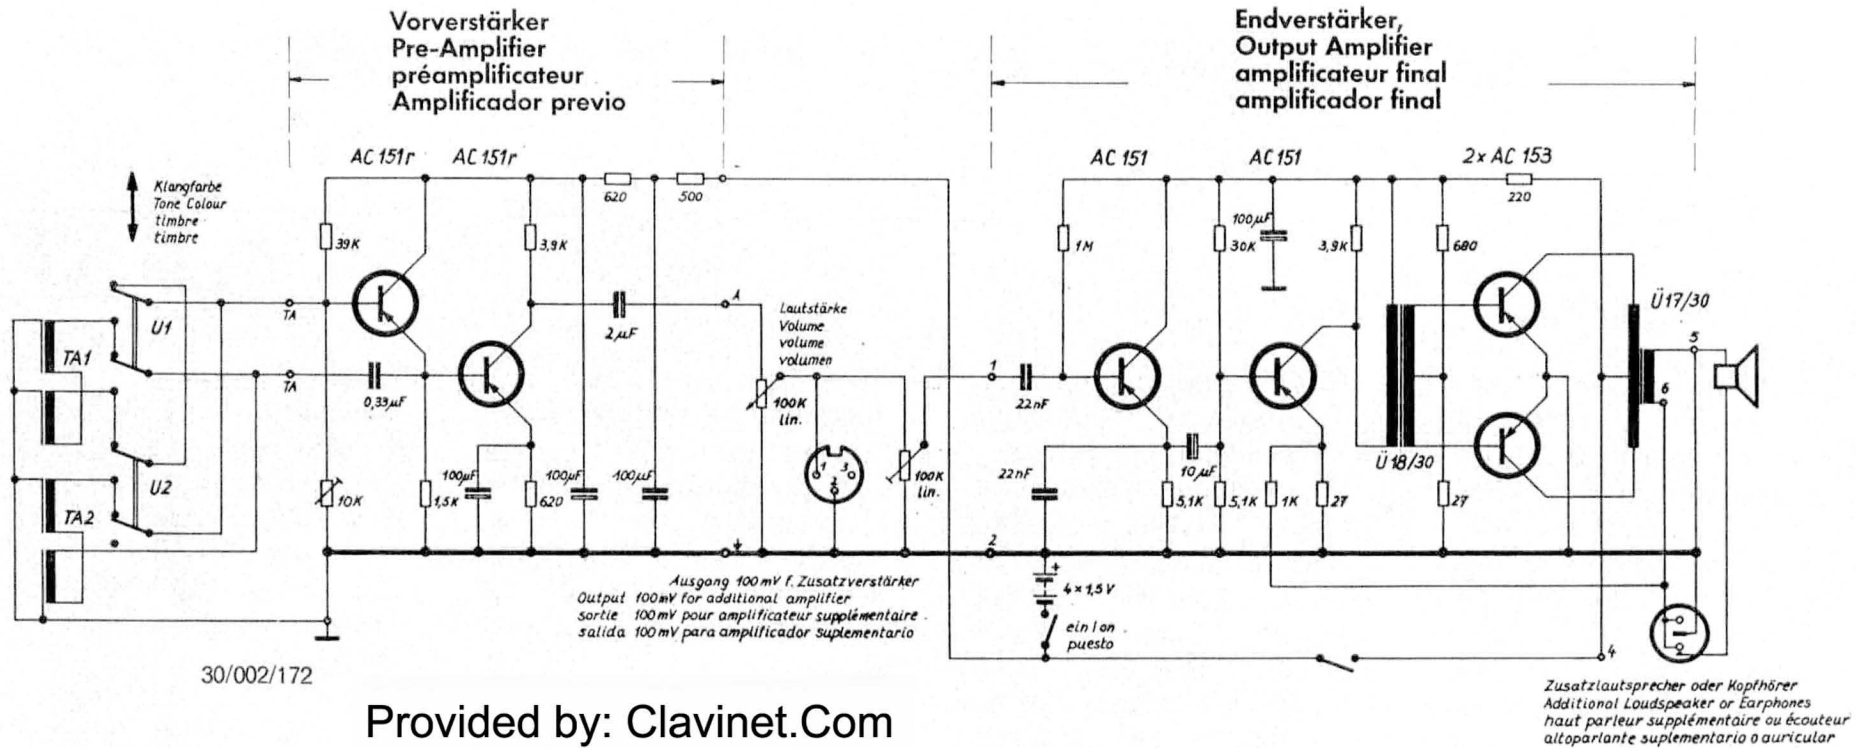 Vorverstärker
Pre-Amplifier
préamplificateur
Amplificador previo
Endverstärker,
Output Amplifier
amplificateur final
amplificador final
AC 151r
AC 151r
AC 151
AC 151
2 x AC 153
Klangfarbe
Tone Colour
timbre
timbre
620
500
220
39K
3,9K
1M
30K
100µF
3,9K
680
U1
TA
TA1
TA
0,33µF
2µF
A
Lautstärke
Volume
volume
volumen
100K
lin.
1
22nF
Ü17/30
5
6
U2
TA2
10K
1,5K
100µF
620
100µF
100µF
1
2
3
100K
lin.
22nF
10µF
5,1K
5,1K
1K
27
Ü18/30
27
2
Ausgang 100mV f. Zusatzverstärker
Output 100mV for additional amplifier
sortie 100mV pour amplificateur supplémentaire
salida 100mV para amplificador suplementario
+
4 x 1,5V
ein I on
puesto
4
30/002/172
Provided by: Clavinet.Com
Zusatzlautsprecher oder Kopfhörer
Additional Loudspeaker or Earphones
haut parleur supplémentaire ou écouteur
altoparlante suplementario o auricular